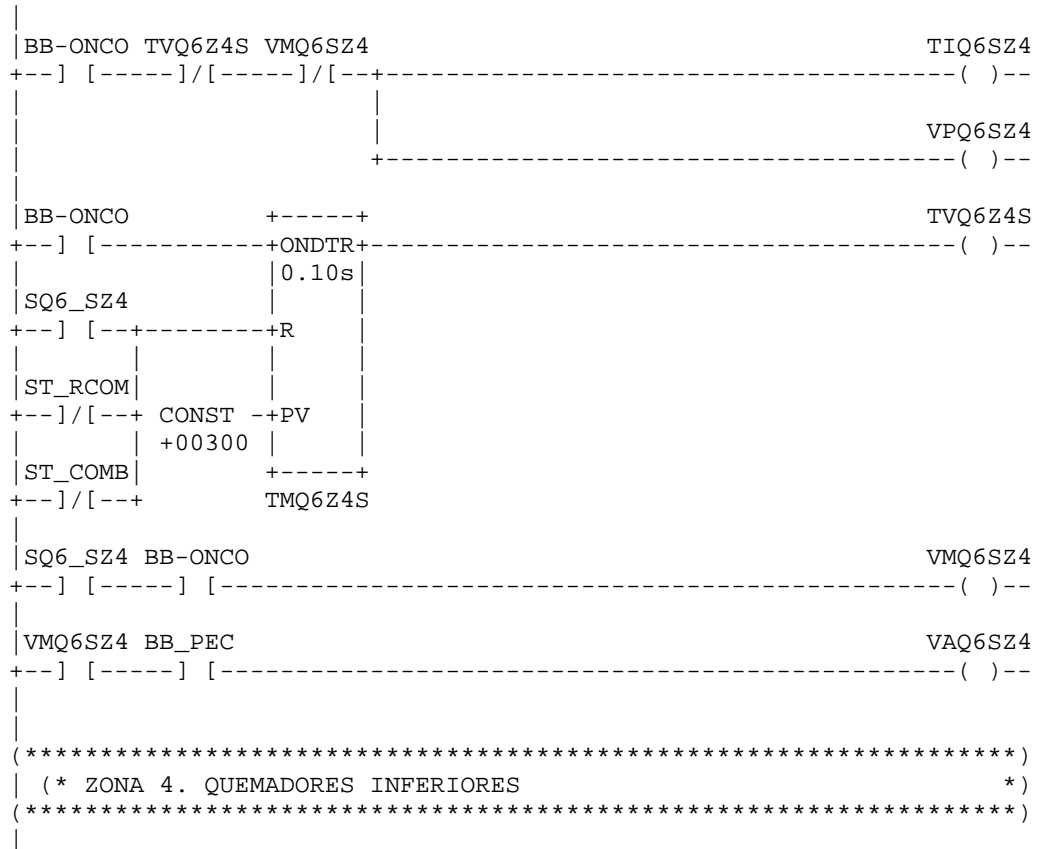 |
|BB-ONCO TVQ6Z4S VMQ6SZ4                                     TIQ6SZ4
+--] [-----]/[-----]/[--+--------------------------------------( )--
|                       |
|                       |                                    VPQ6SZ4
|                       +--------------------------------------( )--
|
|BB-ONCO         +-----+                                     TVQ6Z4S
+--] [-----------+ONDTR+---------------------------------------( )--
|                |0.10s|
|SQ6_SZ4         |     |
+--] [--+--------+R    |
|       |        |     |
|ST_RCOM|        |     |
+--]/[--+ CONST -+PV   |
|       | +00300 |     |
|ST_COMB|        +-----+
+--]/[--+        TMQ6Z4S
|
|SQ6_SZ4 BB-ONCO                                             VMQ6SZ4
+--] [-----] [-------------------------------------------------( )--
|
|VMQ6SZ4 BB_PEC                                              VAQ6SZ4
+--] [-----] [-------------------------------------------------( )--
|
|
(******************************************************************)
| (* ZONA 4. QUEMADORES INFERIORES                                *)
(******************************************************************)
|